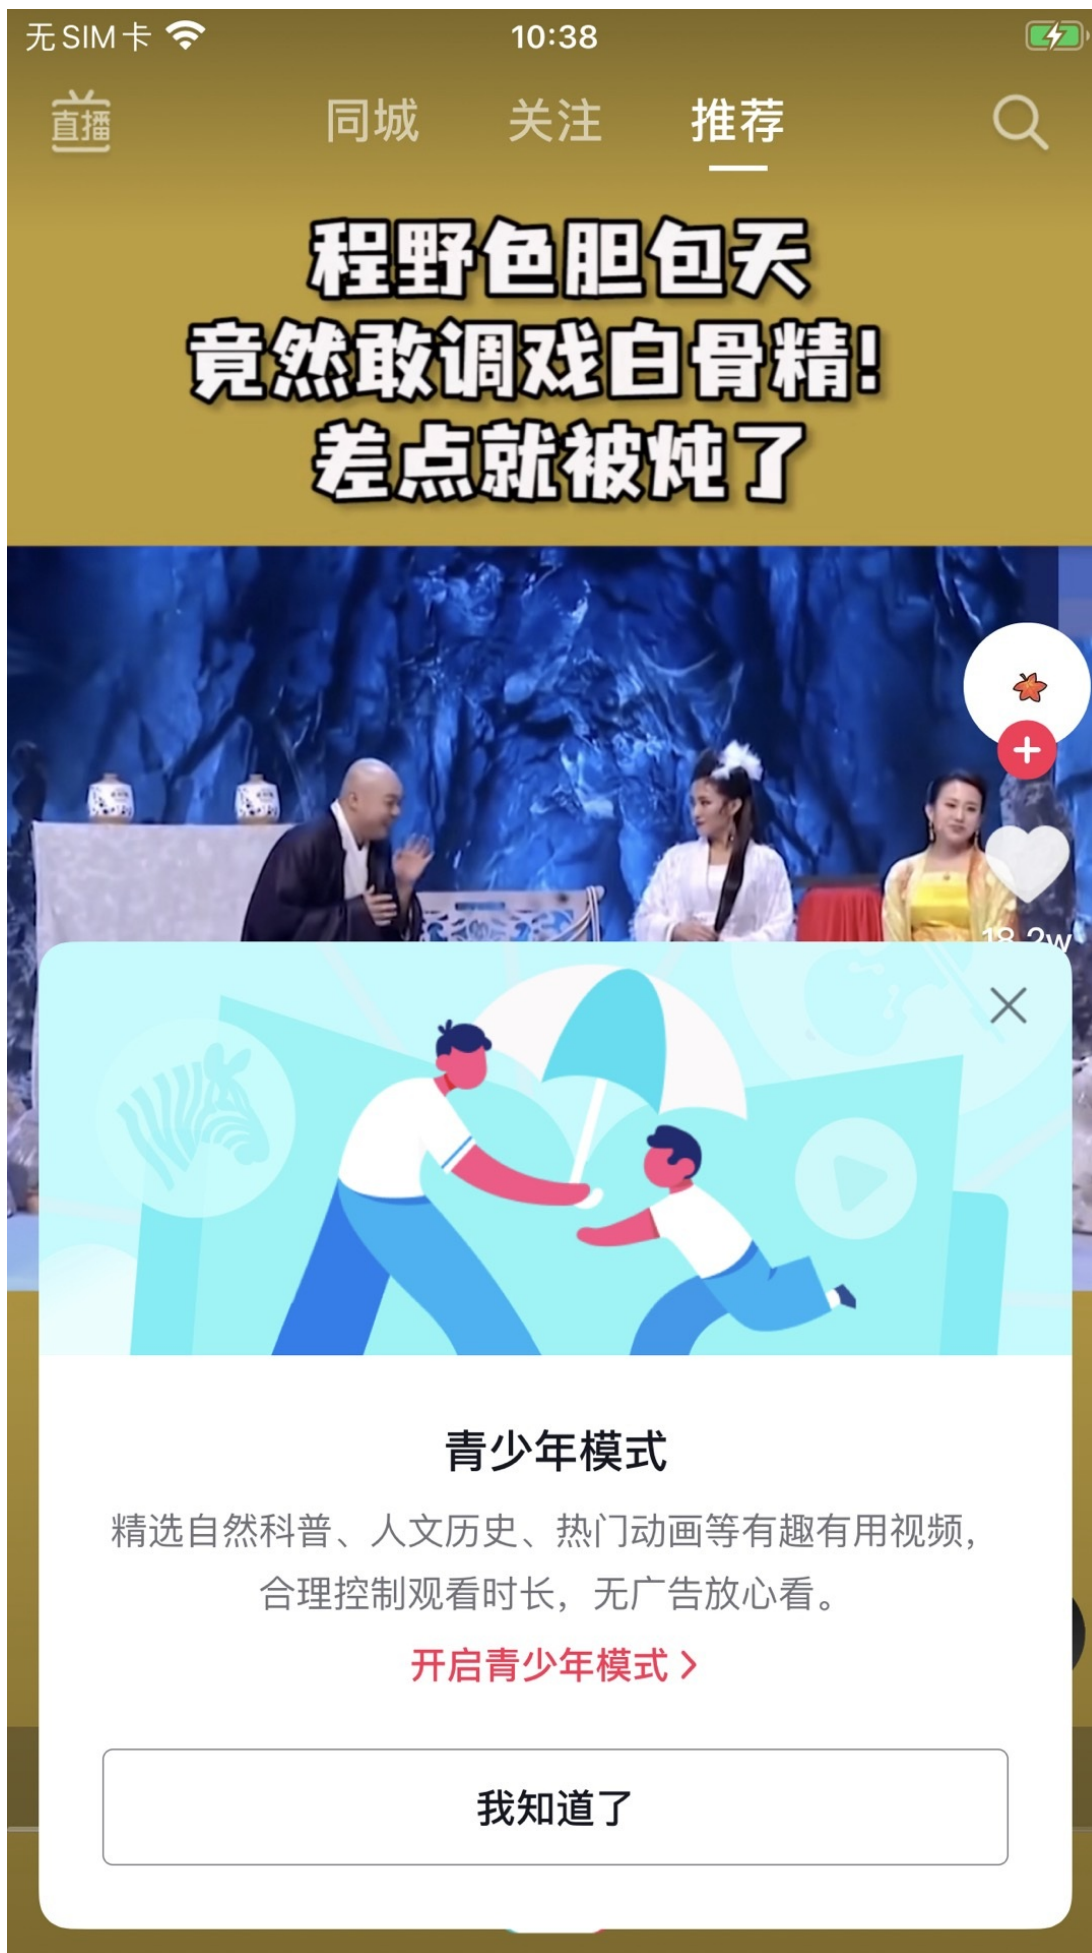 无SIM卡
10:38
直播
同城
关注
推荐
程野色胆包天
竟然敢调戏白骨精!
差点就被炖了
18.2w
青少年模式
精选自然科普、人文历史、热门动画等有趣有用视频，
合理控制观看时长，无广告放心看。
开启青少年模式
我知道了